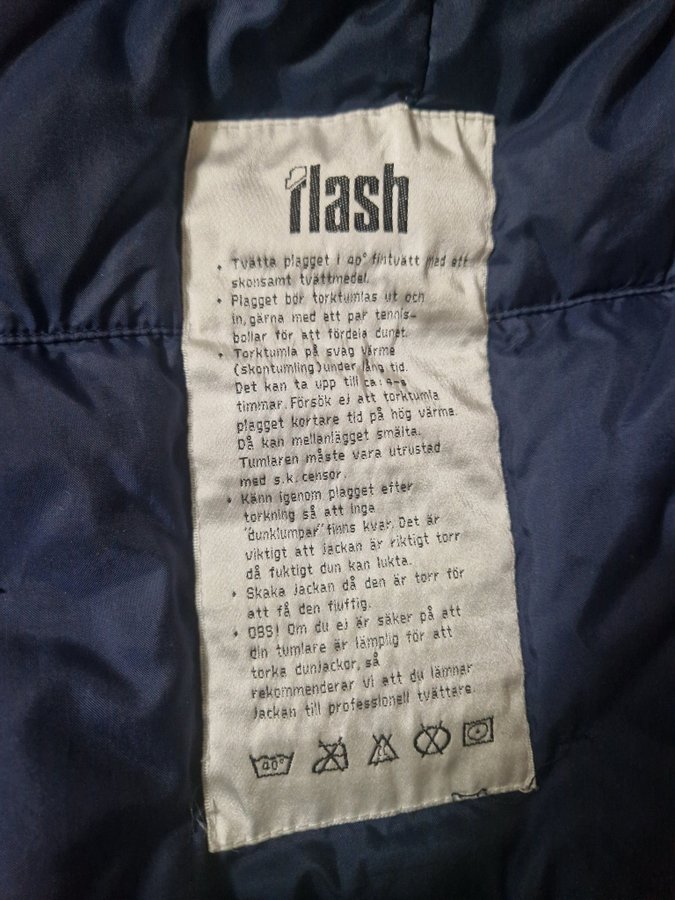 flash
• Tvätta plagget i 40° fintvätt med ett
skonsamt tvättmedel.
• Plagget bör torktumlas ut och
in, gärna med ett par tennis-
bollar för att fördela dunet.
• Torktumla på svag värme
(skontumling) under lång tid.
Det kan ta upp till ca: 4-8
timmar. Försök ej att torktumla
plagget kortare tid på hög värme.
Då kan mellanlägget smälta.
Tumlaren måste vara utrustad
med s.k. censor.
• Känn igenom plagget efter
torkning så att inga
"dunklumpar" finns kvar. Det är
viktigt att jackan är riktigt torr
då fuktigt dun kan lukta.
• Skaka jackan då den är torr för
att få den fluffig.
• OBS! Om du ej är säker på att
din tumlare är lämplig för att
torka dunjackor, så
rekommenderar vi att du lämnar
jackan till professionell tvättare.
40°